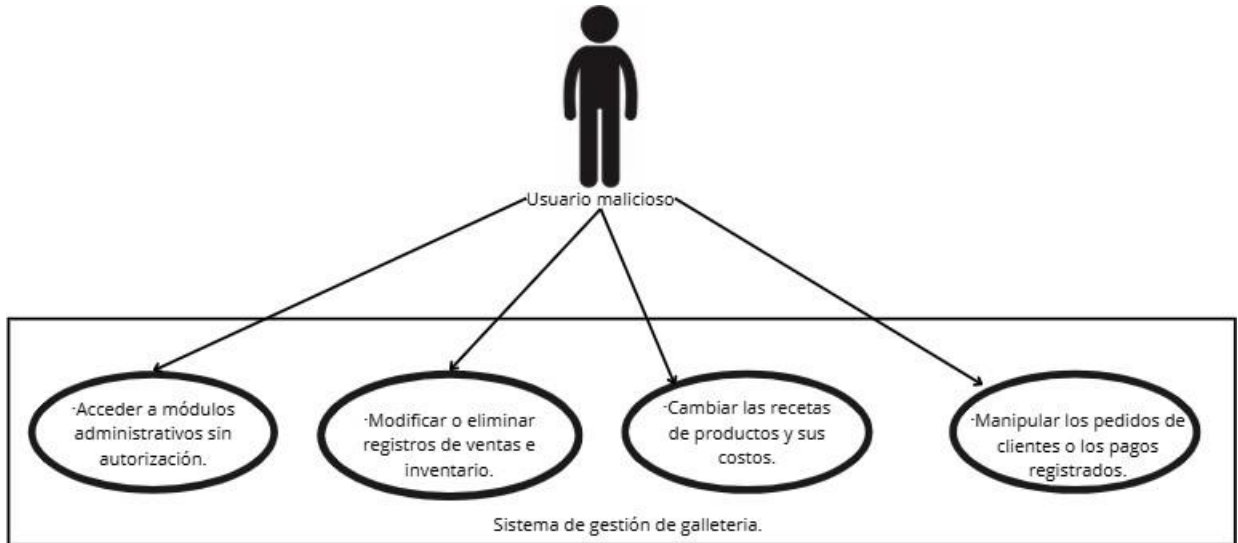 Usuario malicioso
·Acceder a módulos
administrativos sin
autorización.
·Modificar o eliminar
registros de ventas e
inventario.
·Cambiar las recetas
de productos y sus
costos.
·Manipular los pedidos de
clientes o los pagos
registrados.
Sistema de gestión de galleteria.